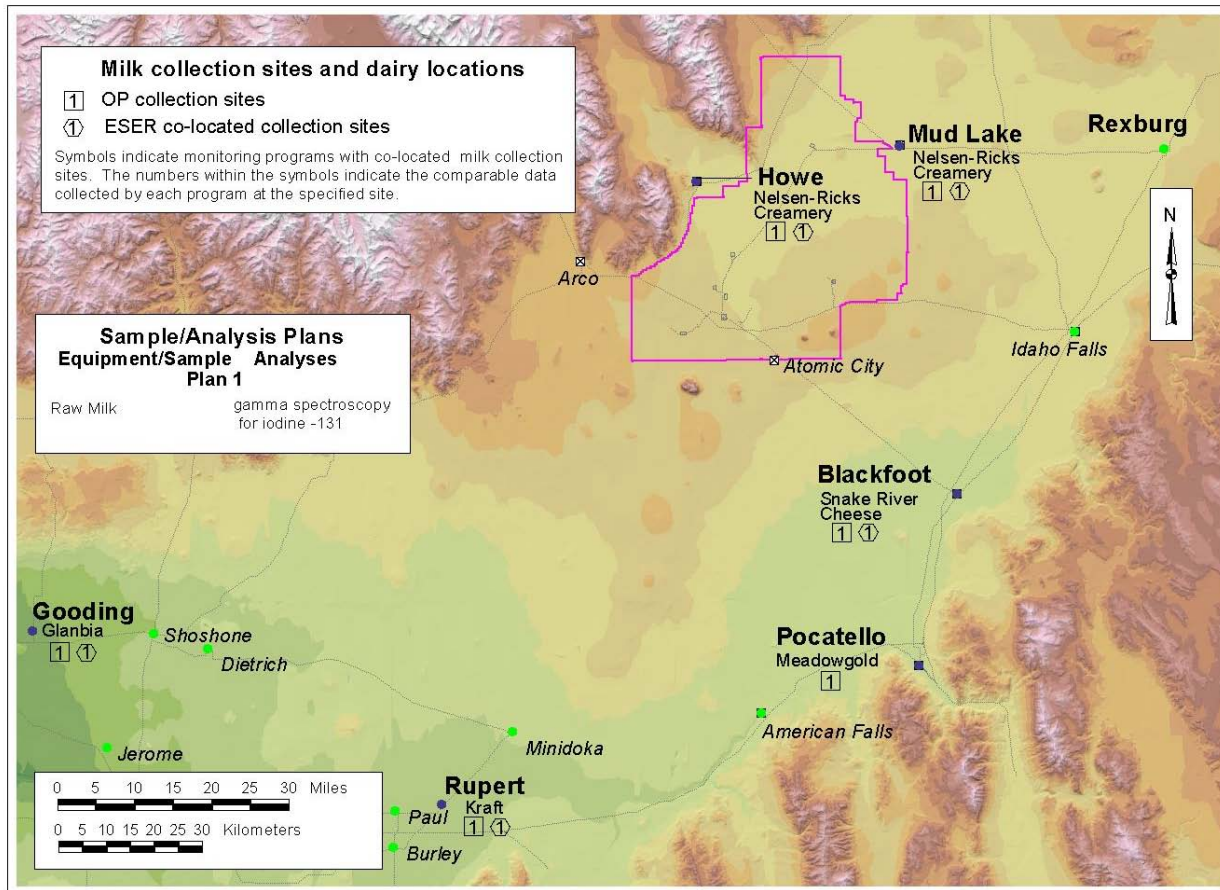 Milk collection sites and dairy locations
1 OP collection sites
1 ESER co-located collection sites
Symbols indicate monitoring programs with co-located milk collection
sites. The numbers within the symbols indicate the comparable data
collected by each program at the specified site.
Mud Lake
Nelsen-Ricks
Creamery
1 1
Rexburg
Howe
Nelsen-Ricks
Creamery
1 1
N
Arco
Sample/Analysis Plans
Equipment/Sample Analyses
Plan 1
Raw Milk gamma spectroscopy
for iodine -131
Idaho Falls
Atomic City
Blackfoot
Snake River
Cheese
1 1
Gooding
Glanbia
1 1
Shoshone
Dietrich
Pocatello
Meadowgold
1
American Falls
Minidoka
Jerome
Rupert
Kraft
1 1
Paul
Burley
0 5 10 15 20 25 30 Miles
0 5 10 15 20 25 30 Kilometers